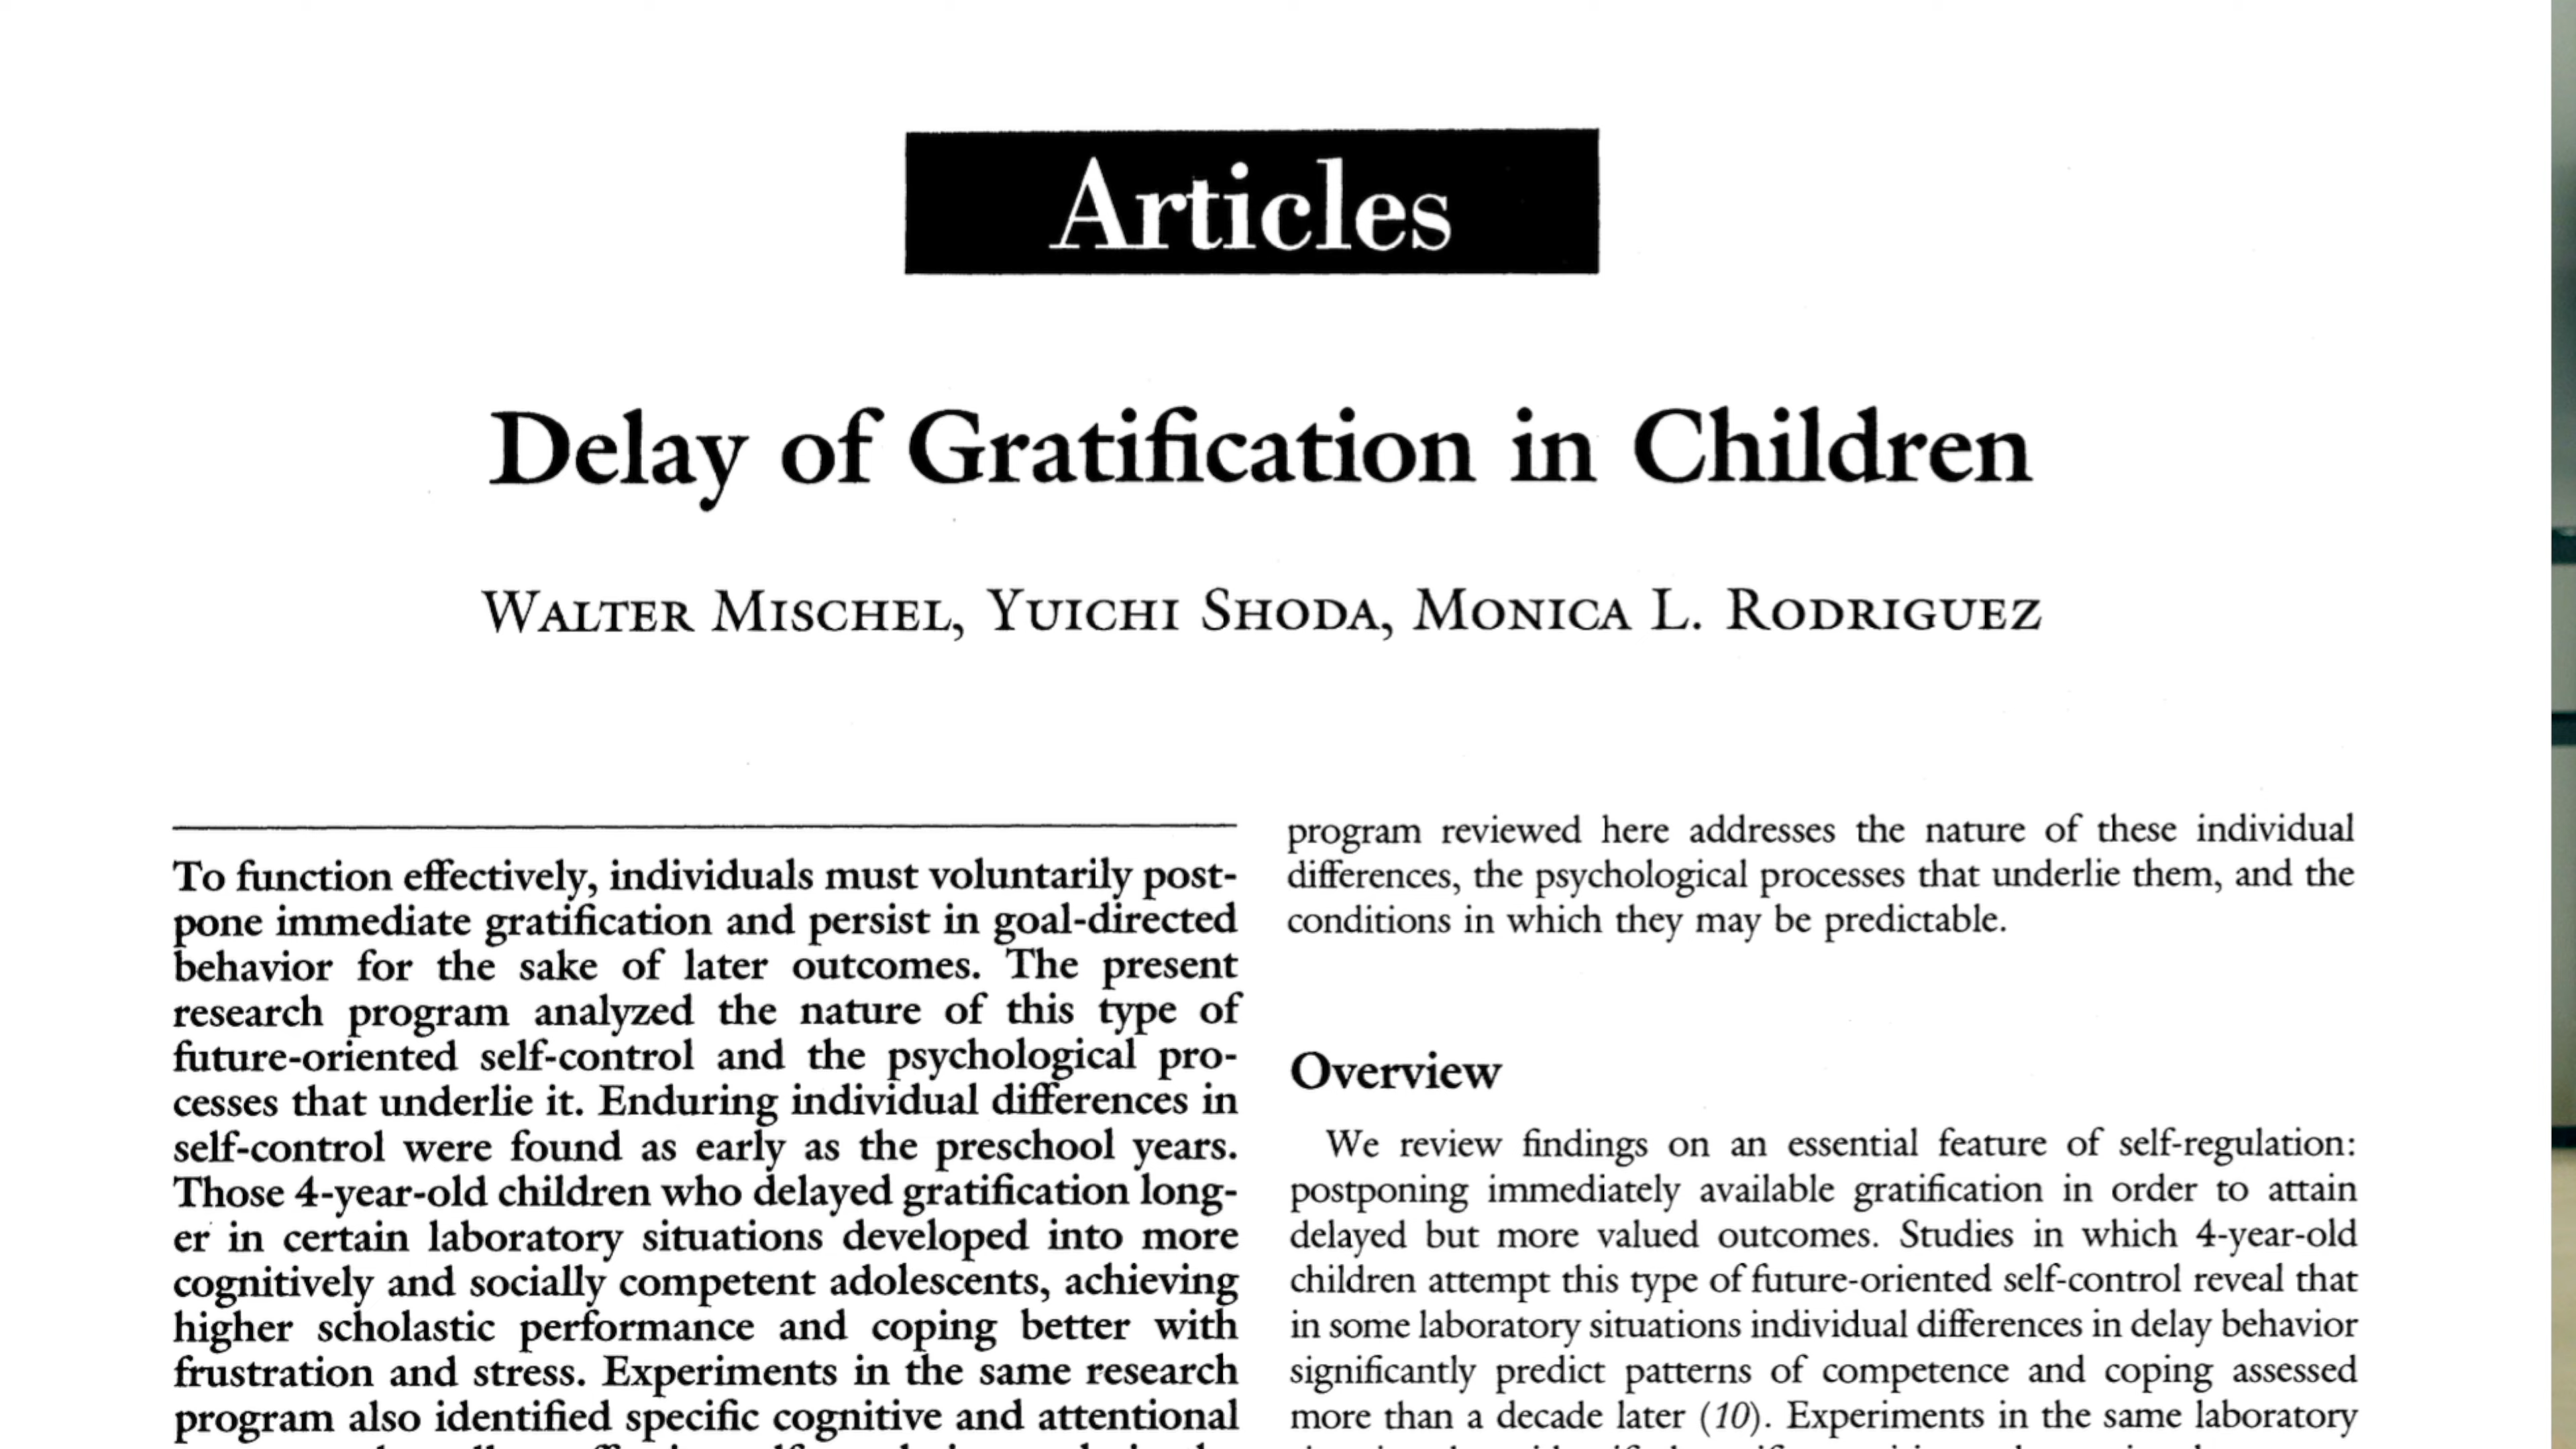 Articles
Delay of Gratification in Children
WALTER MISCHEL, YUICHI SHODA, MONICA L. RODRIGUEZ
To function effectively, individuals must voluntarily post-
pone immediate gratification and persist in goal-directed
behavior for the sake of later outcomes. The present
research program analyzed the nature of this type of
future-oriented self-control and the psychological pro-
cesses that underlie it. Enduring individual differences in
self-control were found as early as the preschool years.
Those 4-year-old children who delayed gratification long-
er in certain laboratory situations developed into more
cognitively and socially competent adolescents, achieving
higher scholastic performance and coping better with
frustration and stress. Experiments in the same research
program also identified specific cognitive and attentional
program reviewed here addresses the nature of these individual
differences, the psychological processes that underlie them, and the
conditions in which they may be predictable.
Overview
We review findings on an essential feature of self-regulation:
postponing immediately available gratification in order to attain
delayed but more valued outcomes. Studies in which 4-year-old
children attempt this type of future-oriented self-control reveal that
in some laboratory situations individual differences in delay behavior
significantly predict patterns of competence and coping assessed
more than a decade later (10). Experiments in the same laboratory